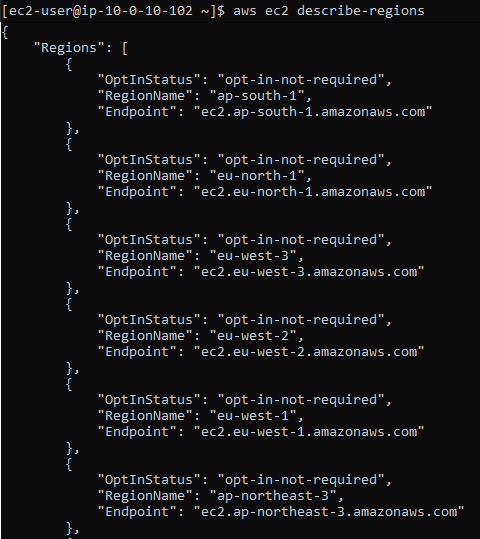 [ec2-user@ip-10-0-10-102 ~]$ aws ec2 describe-regions
{
    "Regions": [
        {
            "OptInStatus": "opt-in-not-required",
            "RegionName": "ap-south-1",
            "Endpoint": "ec2.ap-south-1.amazonaws.com"
        },
        {
            "OptInStatus": "opt-in-not-required",
            "RegionName": "eu-north-1",
            "Endpoint": "ec2.eu-north-1.amazonaws.com"
        },
        {
            "OptInStatus": "opt-in-not-required",
            "RegionName": "eu-west-3",
            "Endpoint": "ec2.eu-west-3.amazonaws.com"
        },
        {
            "OptInStatus": "opt-in-not-required",
            "RegionName": "eu-west-2",
            "Endpoint": "ec2.eu-west-2.amazonaws.com"
        },
        {
            "OptInStatus": "opt-in-not-required",
            "RegionName": "eu-west-1",
            "Endpoint": "ec2.eu-west-1.amazonaws.com"
        },
        {
            "OptInStatus": "opt-in-not-required",
            "RegionName": "ap-northeast-3",
            "Endpoint": "ec2.ap-northeast-3.amazonaws.com"
        },